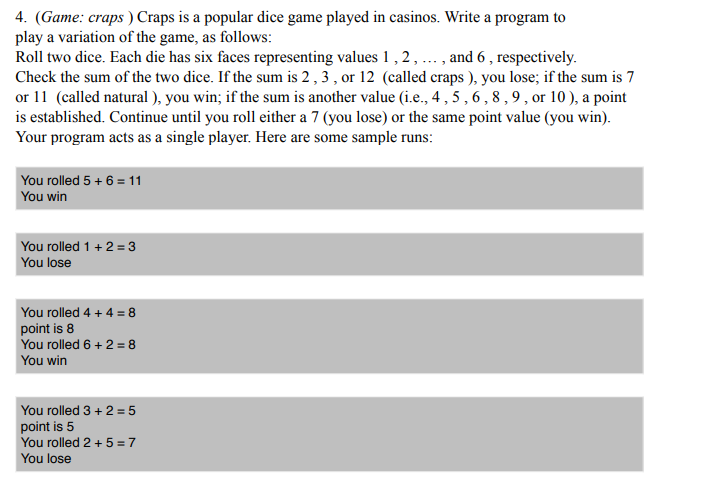 4. (Game: craps ) Craps is a popular dice game played in casinos. Write a program to
play a variation of the game, as follows:
Roll two dice. Each die has six faces representing values 1 , 2 , … , and 6 , respectively.
Check the sum of the two dice. If the sum is 2 , 3 , or 12 (called craps ), you lose; if the sum is 7
or 11 (called natural ), you win; if the sum is another value (i.e., 4 , 5 , 6 , 8 , 9 , or 10 ), a point
is established. Continue until you roll either a 7 (you lose) or the same point value (you win).
Your program acts as a single player. Here are some sample runs:
You rolled 5 + 6 = 11
You win
You rolled 1 + 2 = 3
You lose
You rolled 4 + 4 = 8
point is 8
You rolled 6 + 2 = 8
You win
You rolled 3 + 2 = 5
point is 5
You rolled 2 + 5 = 7
You lose